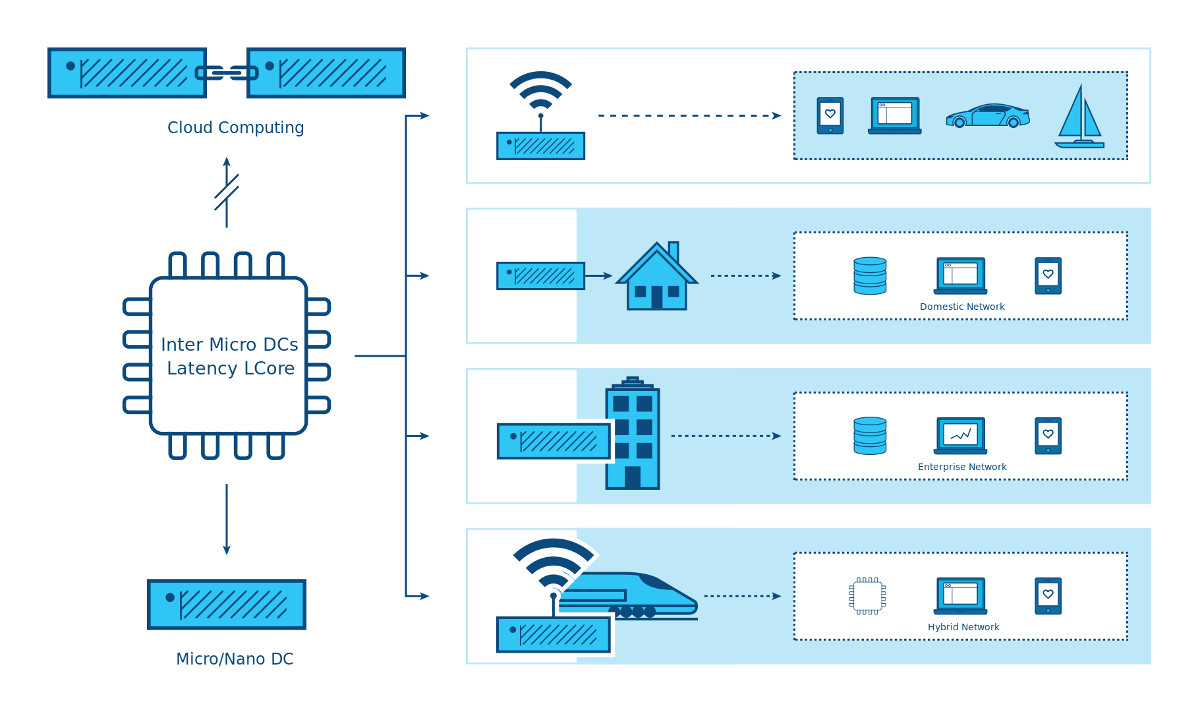 Cloud Computing
Inter Micro DCs
Latency LCore
Micro/Nano DC
Domestic Network
Enterprise Network
Hybrid Network